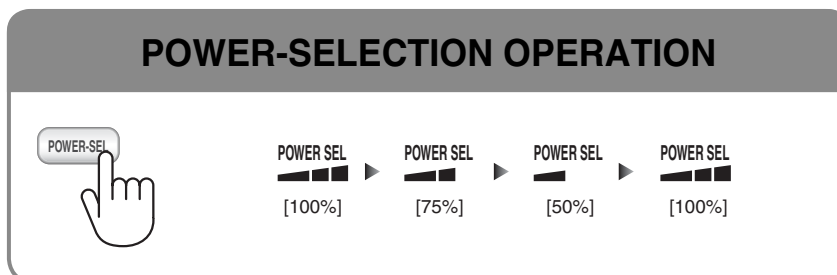 POWER-SELECTION OPERATION
POWER-SEL
POWER SEL POWER SEL POWER SEL POWER SEL
[100%] [75%] [50%] [100%]